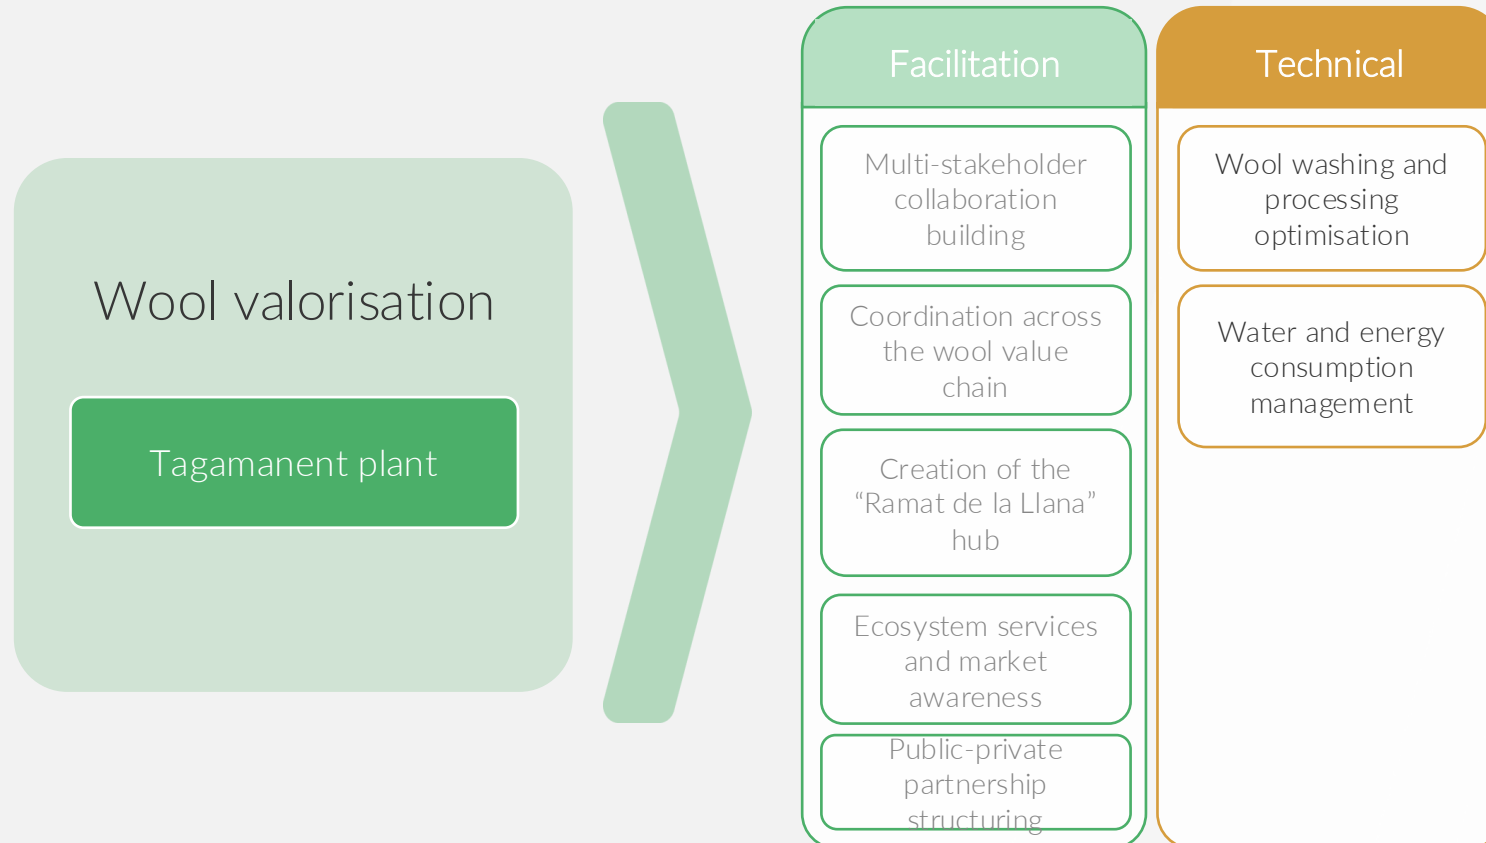 Wool valorisation
Tagamanent plant
Facilitation
Multi-stakeholder
collaboration
building
Coordination across
the wool value
chain
Creation of the
“Ramat de la Llana”
hub
Ecosystem services
and market
awareness
Public-private
partnership
structuring
Technical
Wool washing and
processing
optimisation
Water and energy
consumption
management